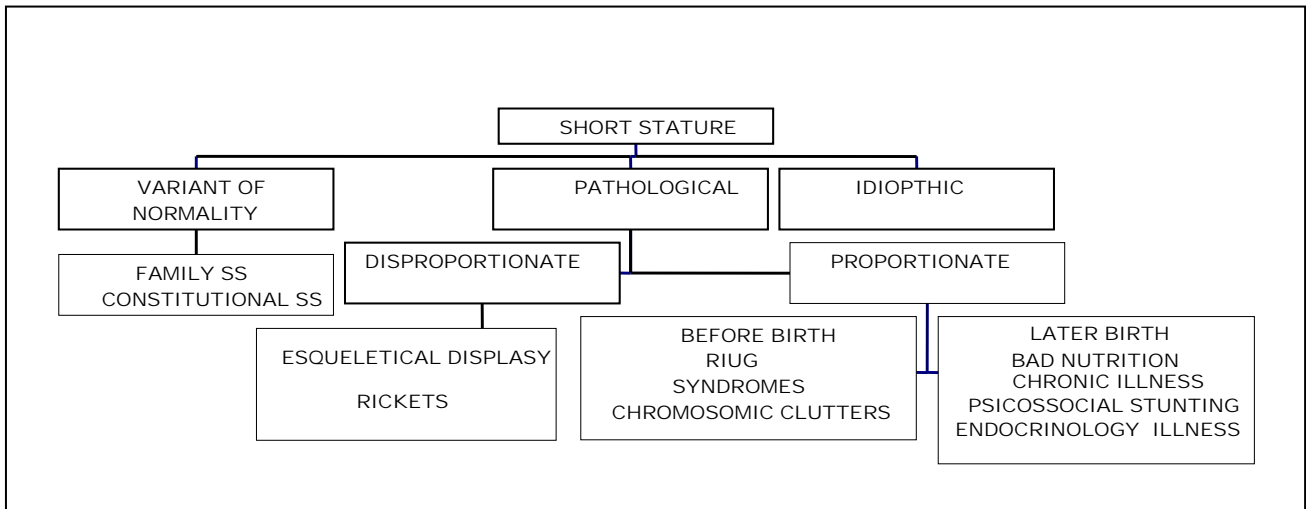 SHORT STATURE
VARIANT OF
NORMALITY
PATHOLOGICAL
IDIOPTHIC
FAMILY SS
CONSTITUTIONAL SS
DISPROPORTIONATE
PROPORTIONATE
ESQUELETICAL DISPLASY
RICKETS
BEFORE BIRTH
RIUG
SYNDROMES
CHROMOSOMIC CLUTTERS
LATER BIRTH
BAD NUTRITION
CHRONIC ILLNESS
PSICOSSOCIAL STUNTING
ENDOCRINOLOGY ILLNESS